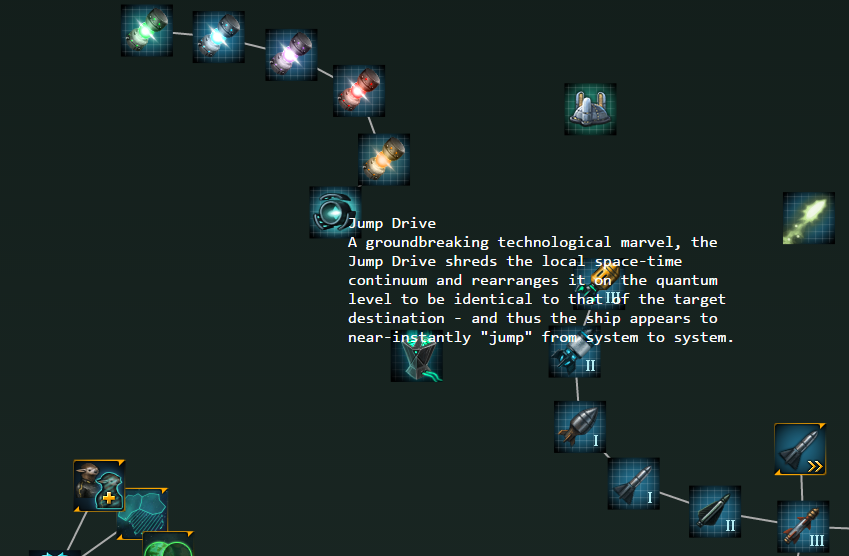 Jump Drive
A groundbreaking technological marvel, the
Jump Drive shreds the local space-time
continuum and rearranges it on the quantum
level to be identical to that of the target
destination - and thus the ship appears to
near-instantly "jump" from system to system.
III
II
I
I
II
III